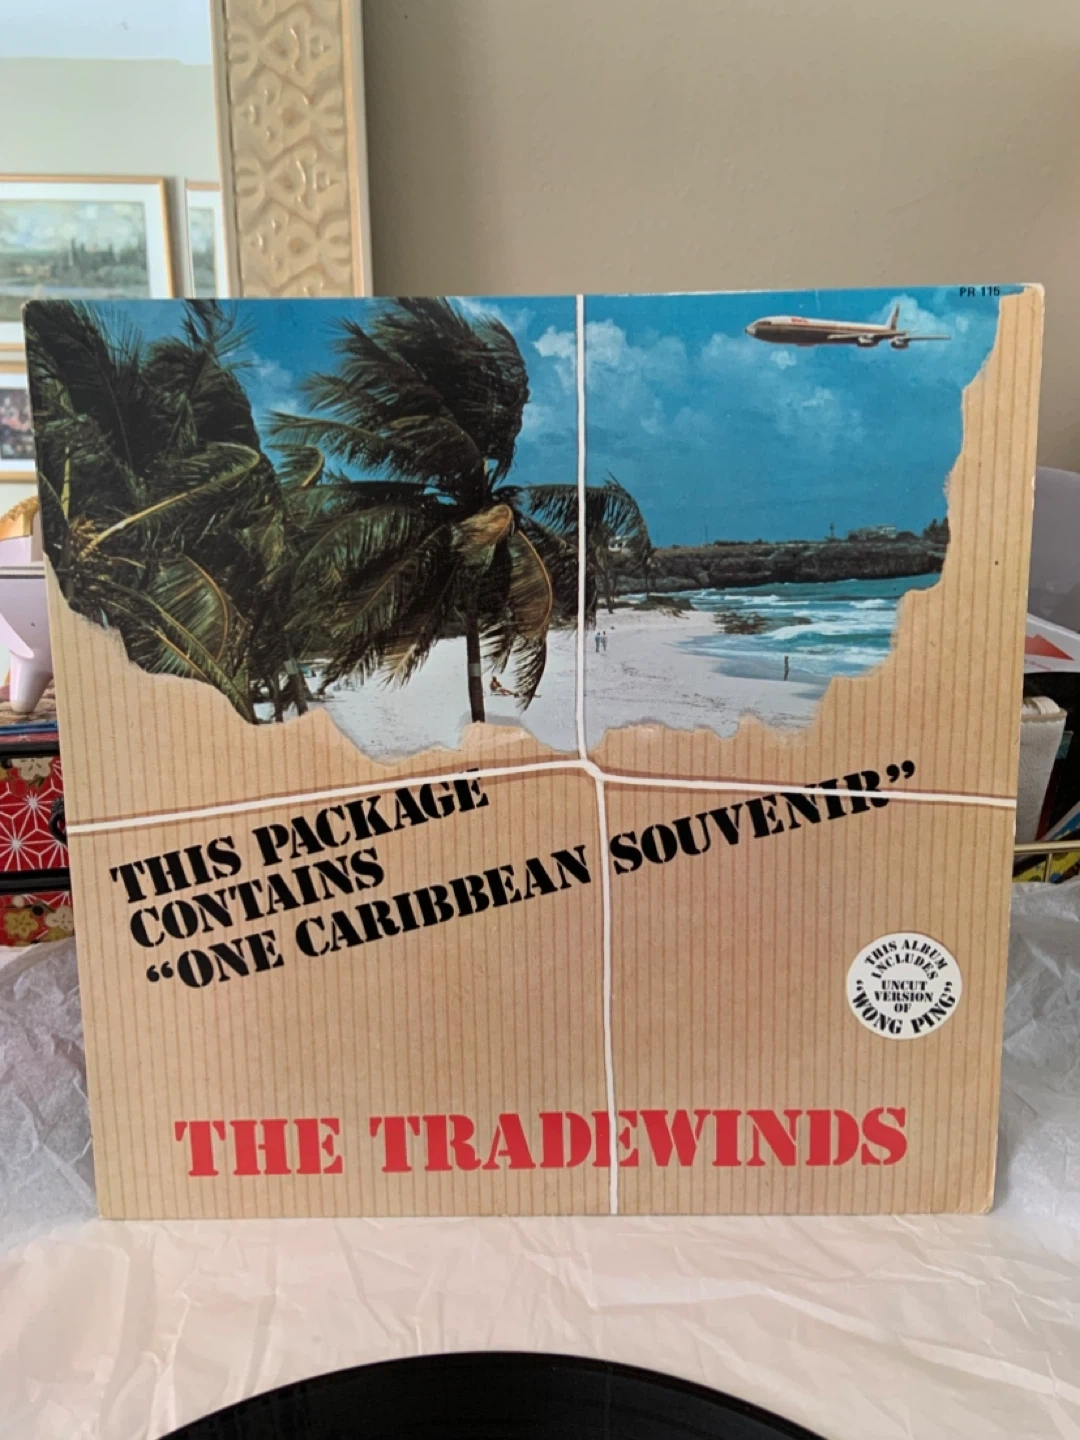 PR 115
THIS PACKAGE
CONTAINS
“ONE CARIBBEAN SOUVENIR”
THIS ALBUM
INCLUDES
UNCUT
VERSION
OF
“WONG PING”
THE TRADEWINDS